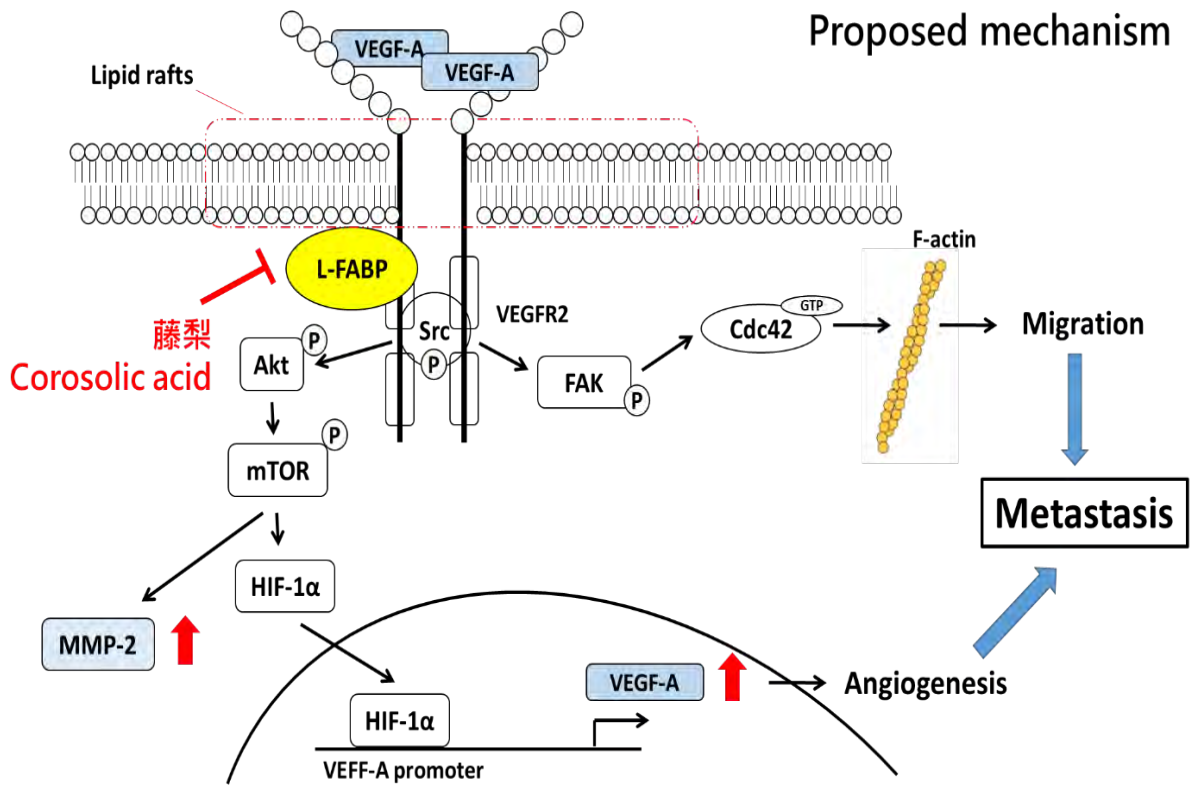 Proposed mechanism
VEGF-A
VEGF-A
Lipid rafts
L-FABP
藤梨
Corosolic acid
Src
P
VEGFR2
Akt
P
mTOR
P
FAK
P
Cdc42
GTP
F-actin
Migration
Metastasis
HIF-1α
MMP-2
HIF-1α
VEFF-A promoter
VEGF-A
Angiogenesis